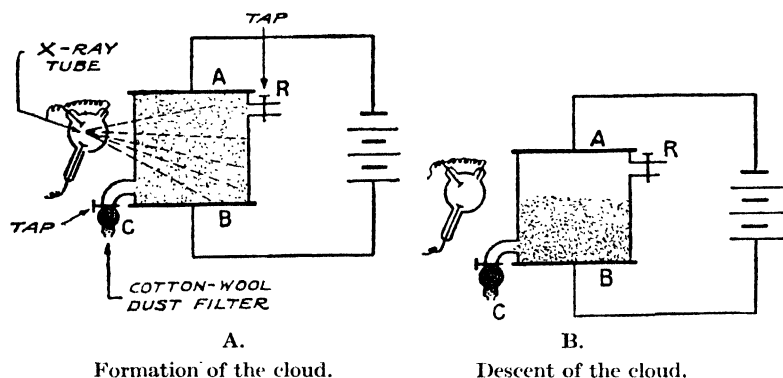 TAP
X-RAY
TUBE
A
R
TAP
C
B
COTTON-WOOL
DUST FILTER
A.
Formation of the cloud.
A
R
B
C
B.
Descent of the cloud.